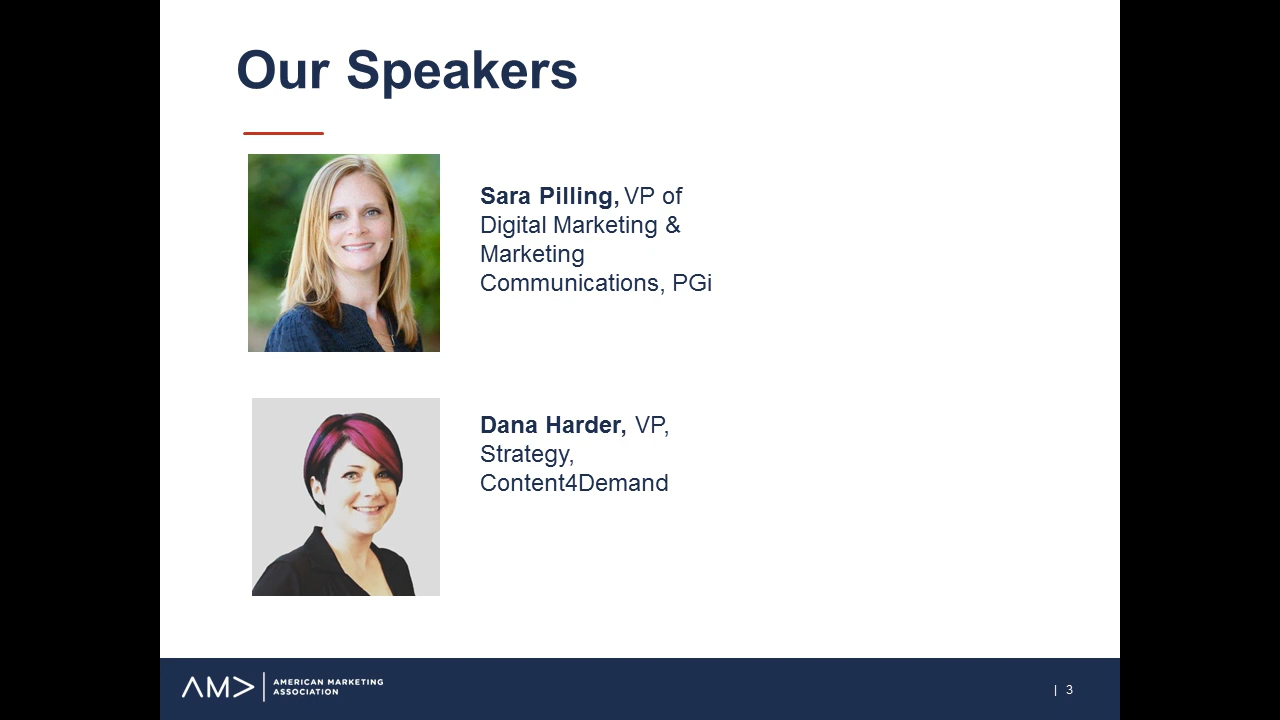 Our Speakers
Sara Pilling, VP of
Digital Marketing &
Marketing
Communications, PGi
Dana Harder, VP,
Strategy,
Content4Demand
AMA
AMERICAN MARKETING
ASSOCIATION
| 3